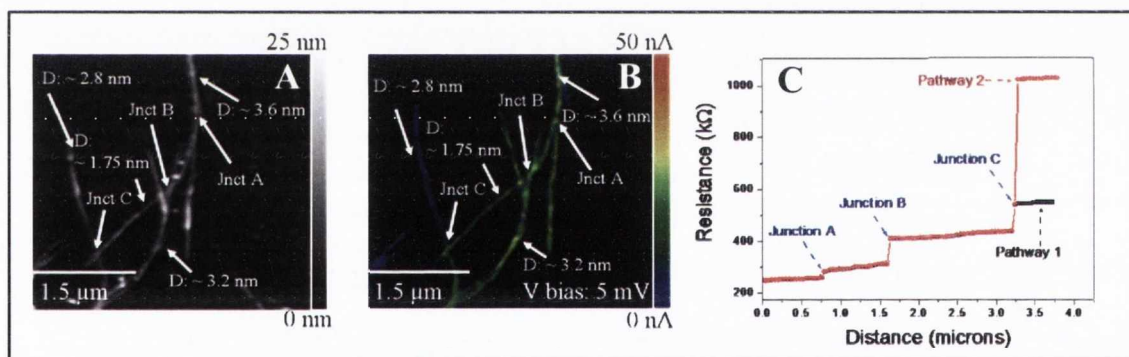 25 nm
A
D: ~ 2.8 nm
Jnct B
D: ~ 3.6 nm
D:
~ 1.75 nm
Jnct A
Jnct C
D: ~ 3.2 nm
1.5 µm
0 nm
50 nA
B
D: ~ 2.8 nm
Jnct B
D: ~ 3.6 nm
D:
~ 1.75 nm
Jnct A
Jnct C
D: ~ 3.2 nm
1.5 µm
V bias: 5 mV
0 nA
C
Resistance (kΩ)
1000
800
600
400
200
Pathway 2
Junction C
Junction B
Junction A
Pathway 1
0.0 0.5 1.0 1.5 2.0 2.5 3.0 3.5 4.0
Distance (microns)